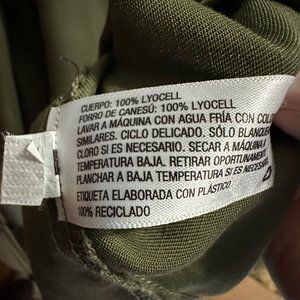 CUERPO: 100% LYOCELL
FORRO DE CANESÚ: 100% LYOCELL
LAVAR A MÁQUINA CON AGUA FRÍA CON
SIMILARES. CICLO DELICADO. SÓLO
CLORO SI ES NECESARIO. SECAR A MÁQUINA A
TEMPERATURA BAJA. RETIRAR OPORTUNAMENTE.
PLANCHAR A BAJA TEMPERATURA SI ES NECESARIO.
ETIQUETA ELABORADA CON PLÁSTICO
100% RECICLADO